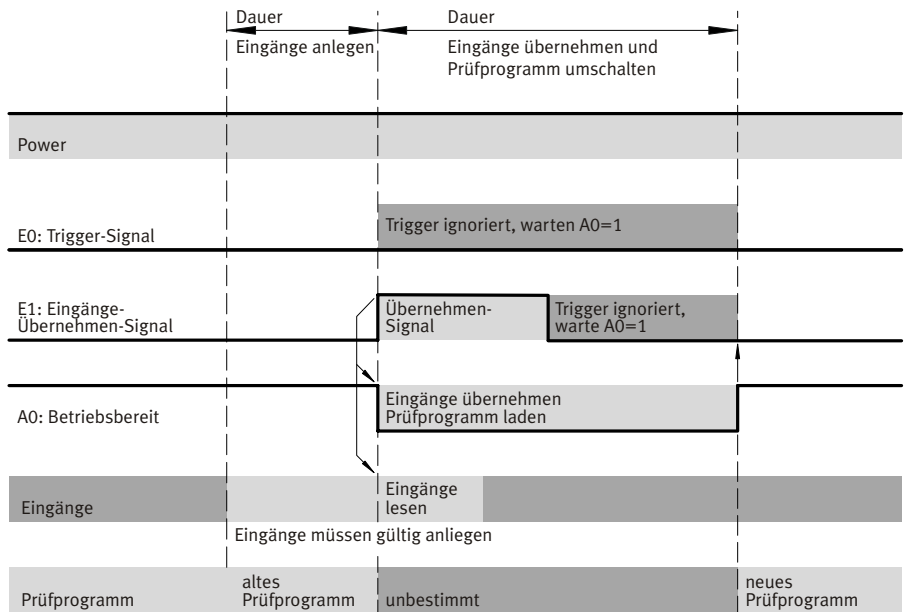 Dauer
Eingänge anlegen
Dauer
Eingänge übernehmen und
Prüfprogramm umschalten
Power
E0: Trigger-Signal
Trigger ignoriert, warten A0=1
E1: Eingänge-
Übernehmen-Signal
Übernehmen-
Signal
Trigger ignoriert,
warte A0=1
A0: Betriebsbereit
Eingänge übernehmen
Prüfprogramm laden
Eingänge
Eingänge
lesen
Eingänge müssen gültig anliegen
Prüfprogramm
altes
Prüfprogramm
unbestimmt
neues
Prüfprogramm